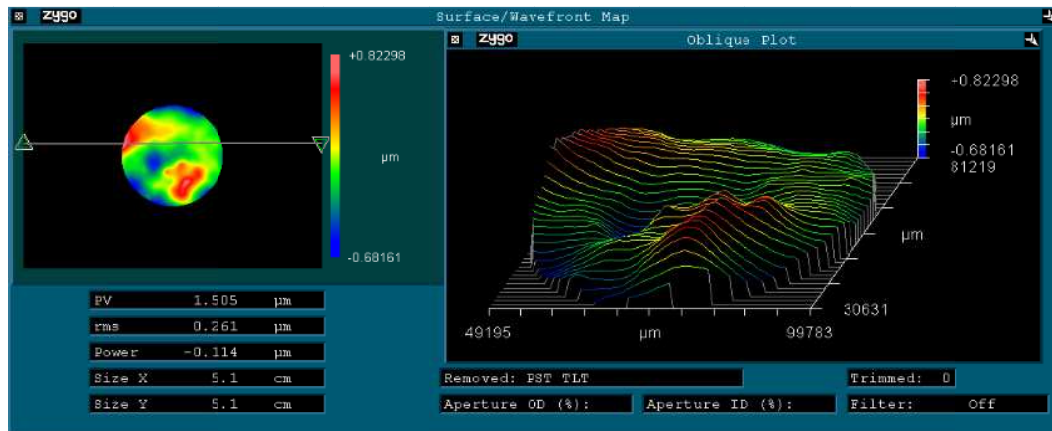 zygo Surface/Wavefront Map
+0.82298
µm
-0.68161
zygo Oblique Plot
+0.82298
µm
-0.68161
81219
µm
30631
49195 µm 99783
PV 1.505 µm
rms 0.261 µm
Power -0.114 µm
Size X 5.1 cm
Size Y 5.1 cm
Removed: PST TLT Trimmed: 0
Aperture OD (%): Aperture ID (%): Filter: Off